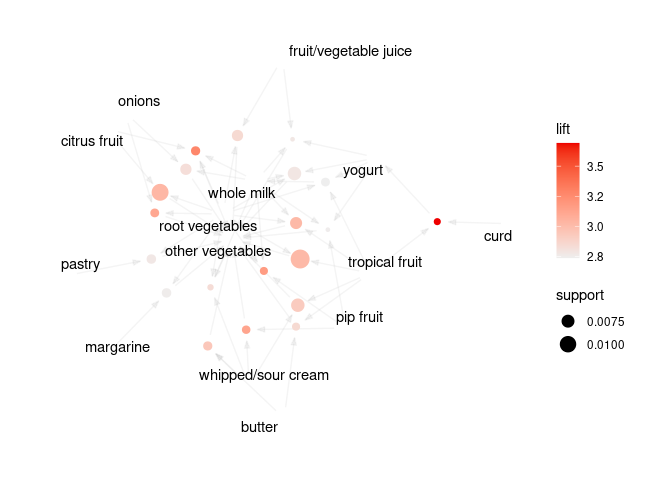 fruit/vegetable juice
onions
citrus fruit
yogurt
whole milk
root vegetables
other vegetables
curd
pastry
tropical fruit
pip fruit
margarine
whipped/sour cream
butter
lift
3.5
3.2
3.0
2.8
support
0.0075
0.0100